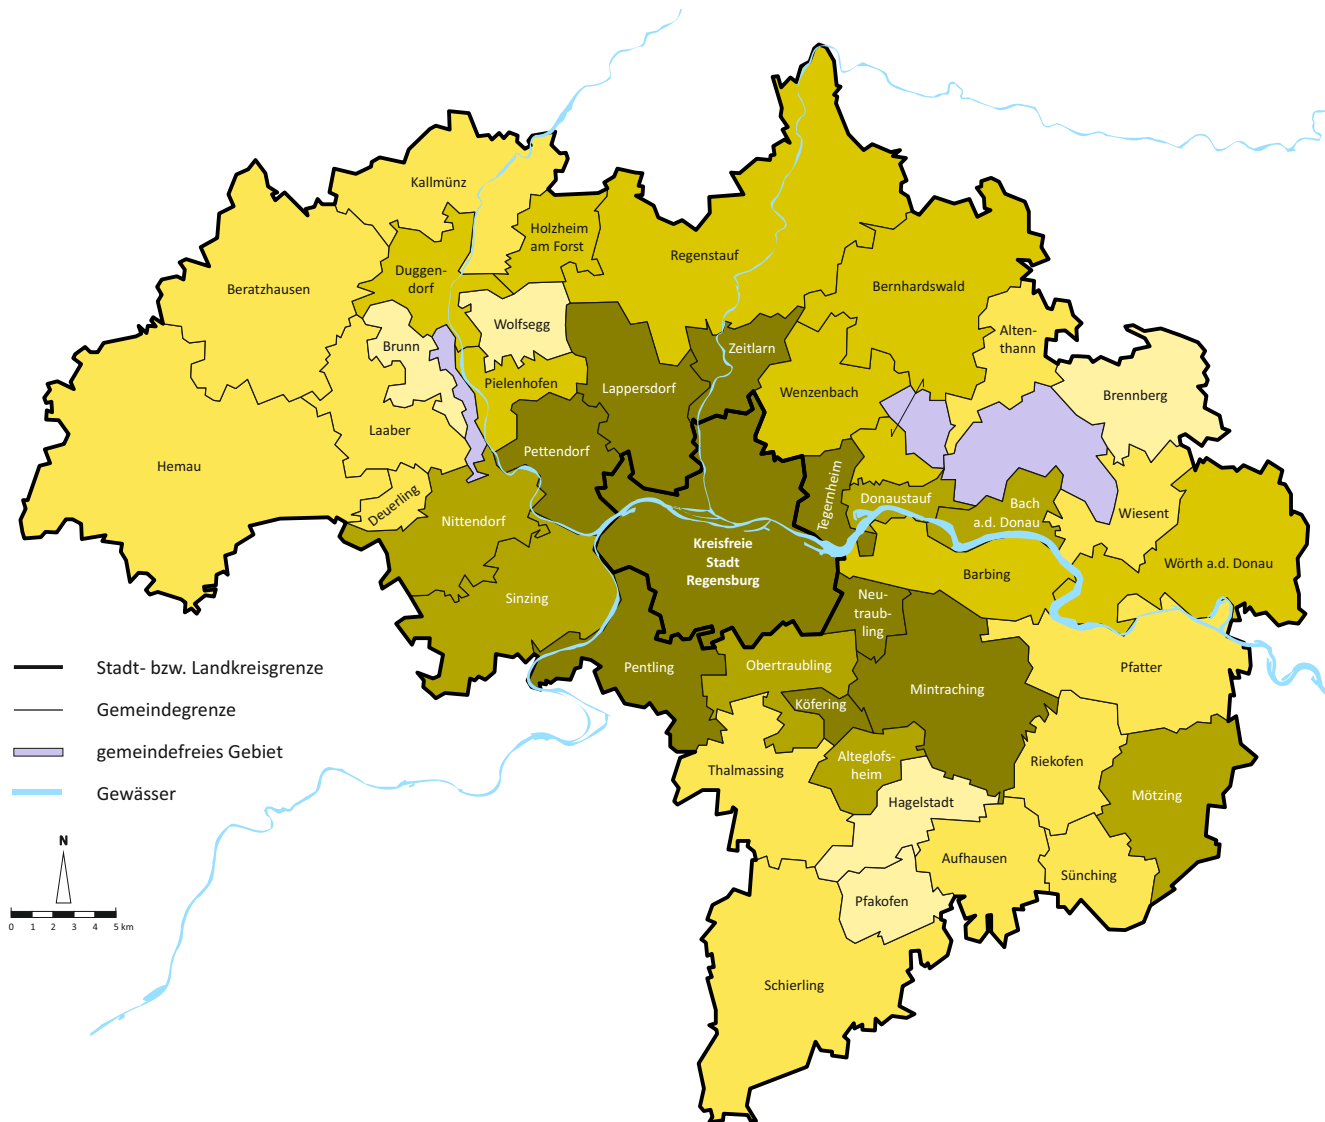 Kallmünz
Holzheim
am Forst
Regenstauf
Duggen-
dorf
Beratzhausen
Bernhardswald
Wolfsegg
Alten-
thann
Brunn
Zeitlarn
Pielenhofen
Lappersdorf
Wenzenbach
Brennberg
Laaber
Pettendorf
Hemau
Deuerling
Tegernheim
Donaustauf
Bach
a.d. Donau
Wiesent
Nittendorf
Kreisfreie
Stadt
Regensburg
Barbing
Wörth a.d. Donau
Sinzing
Neu-
traub-
ling
Stadt- bzw. Landkreisgrenze
Pentling
Obertraubling
Pfatter
Mintraching
Gemeindegrenze
Köfering
gemeindefreies Gebiet
Thalmassing
Alteglofs-
heim
Riekofen
Gewässer
Hagelstadt
Mötzing
N
Aufhausen
Sünching
Pfakofen
0 1 2 3 4 5 km
Schierling